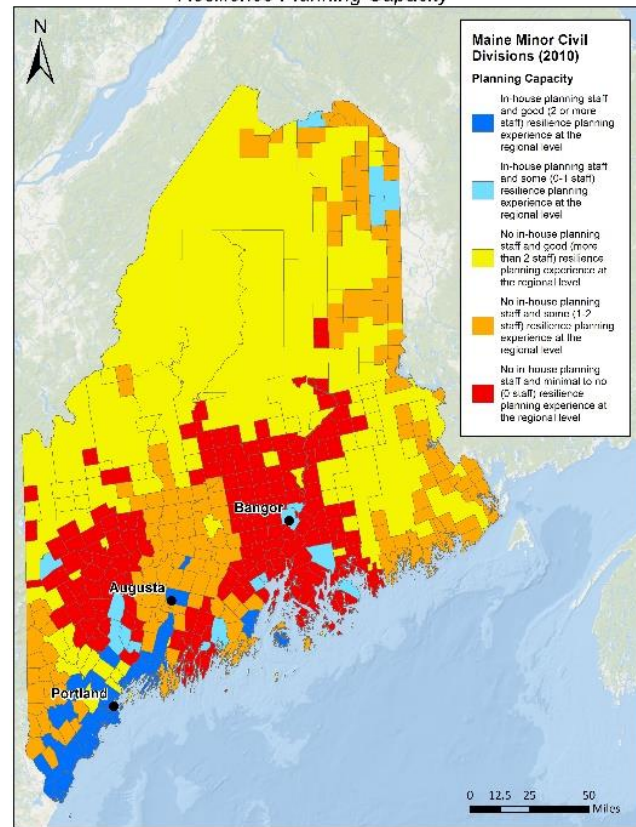 Resilience Planning Capacity
N
Maine Minor Civil
Divisions (2010)
Planning Capacity
In-house planning staff
and good (2 or more
staff) resilience planning
experience at the
regional level
In-house planning staff
and some (0-1 staff)
resilience planning
experience at the
regional level
No in-house planning
staff and good (more
than 2 staff) resilience
planning experience at
the regional level
No in-house planning
staff and some (1-2
staff) resilience planning
experience at the
regional level
No in-house planning
staff and minimal to no
(0 staff) resilience
planning experience at
the regional level
Bangor
Augusta
Portland
0 12.5 25 50
Miles